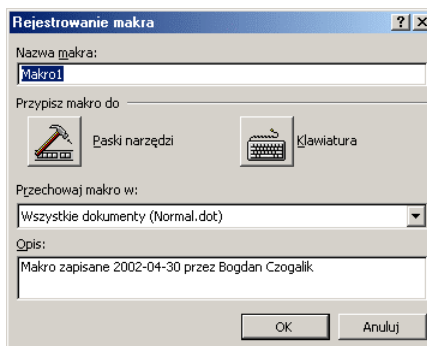 Rejestrowanie makra
Nazwa makra:
Makro1
Przypisz makro do
Paski narzędzi
Klawiatura
Przechowaj makro w:
Wszystkie dokumenty (Normal.dot)
Opis:
Makro zapisane 2002-04-30 przez Bogdan Czogalik
OK
Anuluj